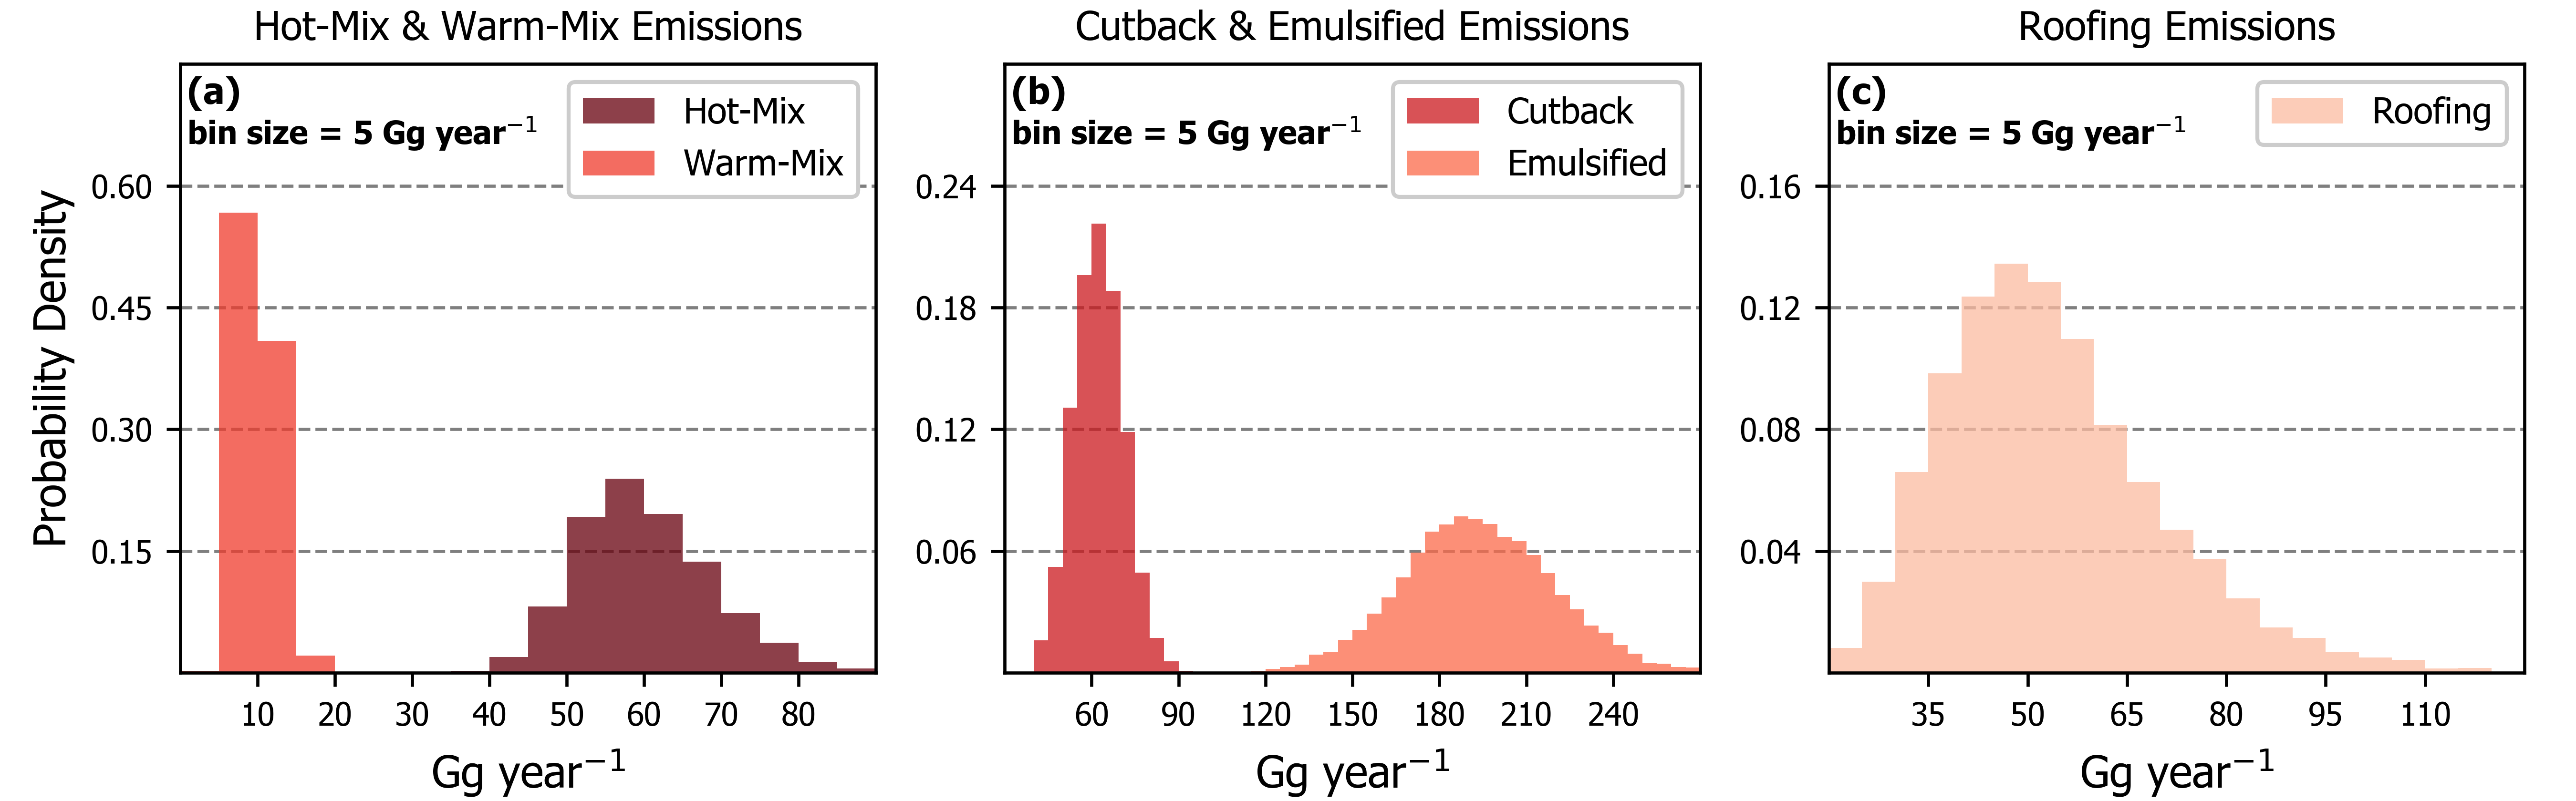 Hot-Mix & Warm-Mix Emissions
(a)
bin size = 5 Gg year⁻¹
Hot-Mix
Warm-Mix
Probability Density
0.60
0.45
0.30
0.15
10 20 30 40 50 60 70 80
Gg year⁻¹
Cutback & Emulsified Emissions
(b)
bin size = 5 Gg year⁻¹
Cutback
Emulsified
0.24
0.18
0.12
0.06
60 90 120 150 180 210 240
Gg year⁻¹
Roofing Emissions
(c)
bin size = 5 Gg year⁻¹
Roofing
0.16
0.12
0.08
0.04
35 50 65 80 95 110
Gg year⁻¹